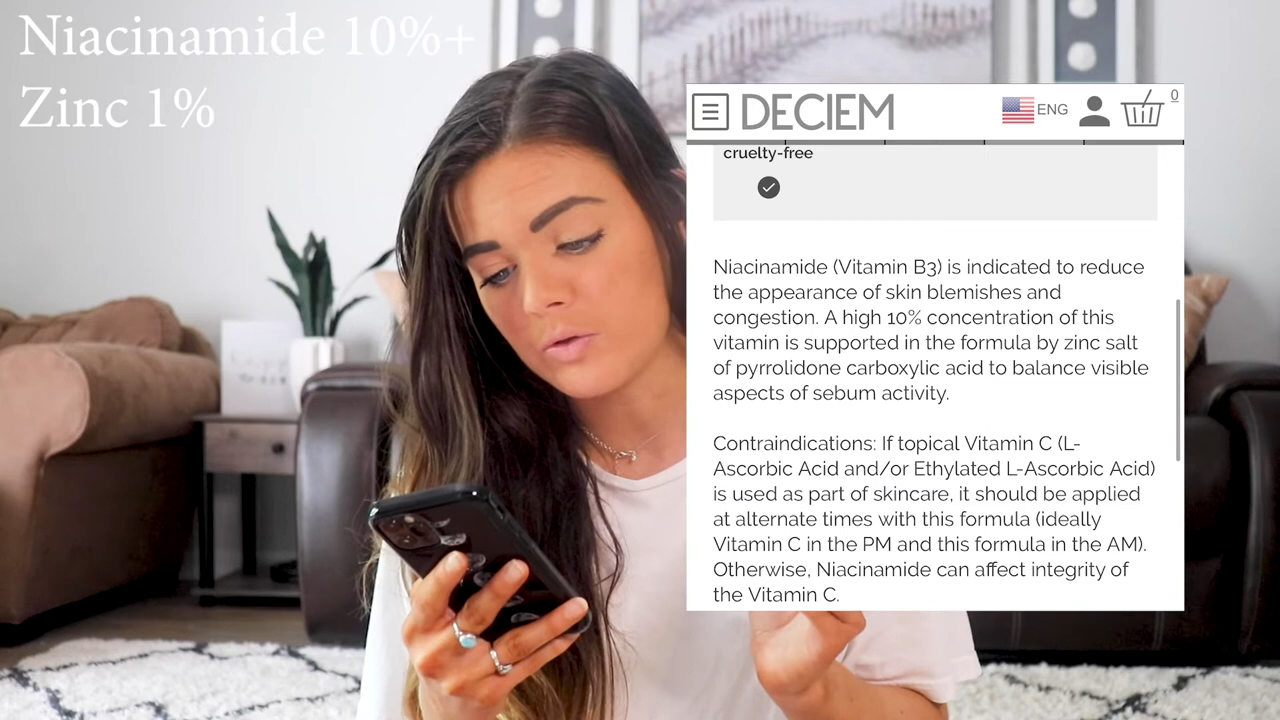 Niacinamide 10%+
Zinc 1%
DECIEM
ENG
0
cruelty-free
Niacinamide (Vitamin B3) is indicated to reduce
the appearance of skin blemishes and
congestion. A high 10% concentration of this
vitamin is supported in the formula by zinc salt
of pyrrolidone carboxylic acid to balance visible
aspects of sebum activity.
Contraindications: If topical Vitamin C (L-
Ascorbic Acid and/or Ethylated L-Ascorbic Acid)
is used as part of skincare, it should be applied
at alternate times with this formula (ideally
Vitamin C in the PM and this formula in the AM).
Otherwise, Niacinamide can affect integrity of
the Vitamin C.